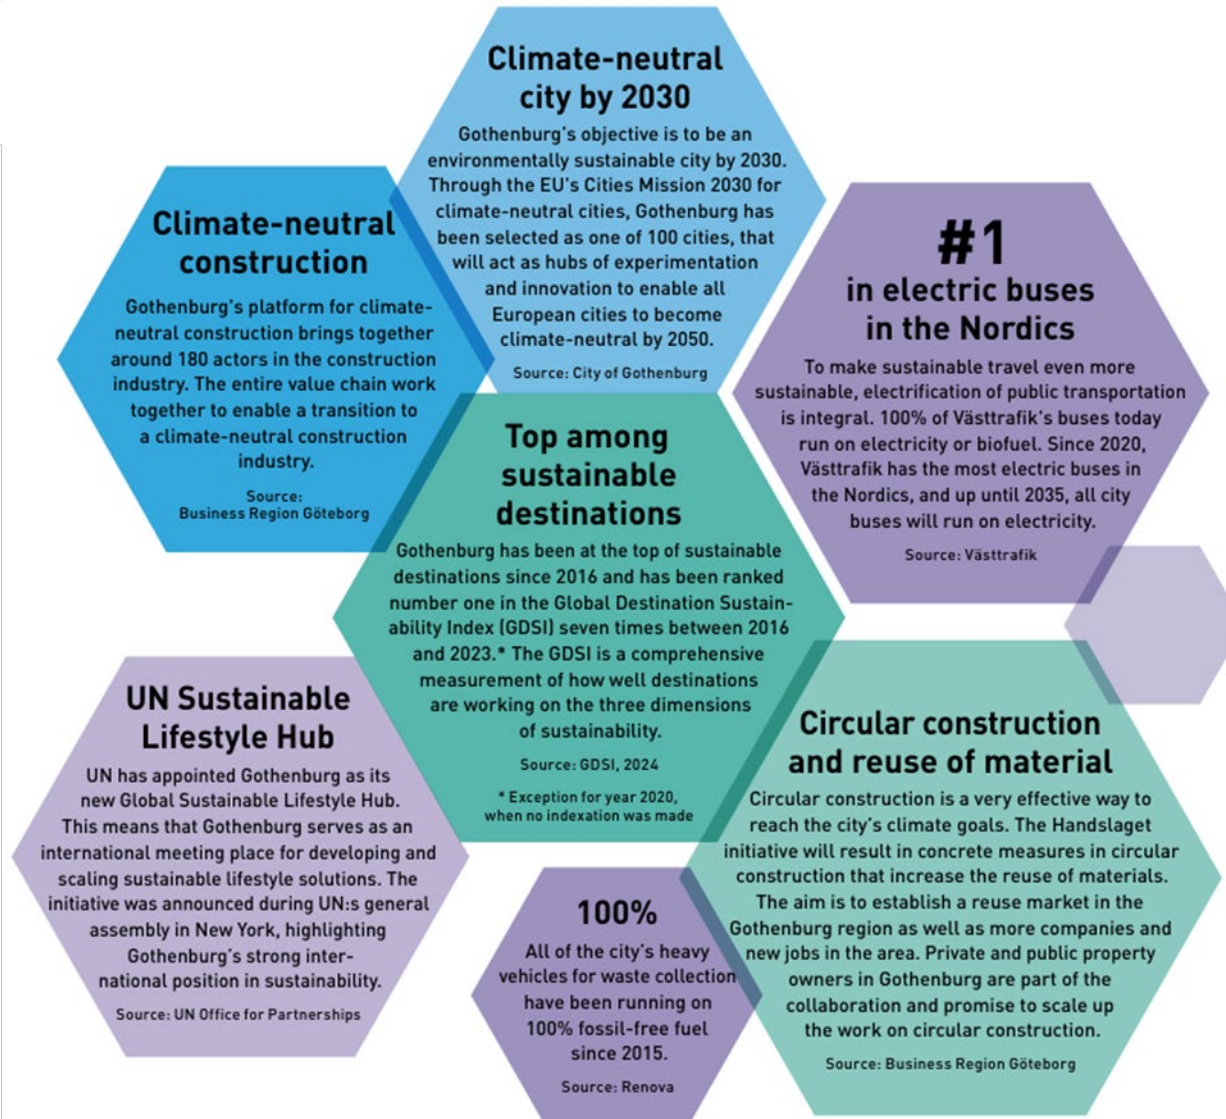 Climate-neutral
city by 2030
Gothenburg's objective is to be an
environmentally sustainable city by 2030.
Through the EU's Cities Mission 2030 for
climate-neutral cities, Gothenburg has
been selected as one of 100 cities, that
will act as hubs of experimentation
and innovation to enable all
European cities to become
climate-neutral by 2050.
Source: City of Gothenburg
Climate-neutral
construction
Gothenburg's platform for climate-
neutral construction brings together
around 180 actors in the construction
industry. The entire value chain work
together to enable a transition to
a climate-neutral construction
industry.
Source:
Business Region Göteborg
#1
in electric buses
in the Nordics
To make sustainable travel even more
sustainable, electrification of public transportation
is integral. 100% of Västtrafik's buses today
run on electricity or biofuel. Since 2020,
Västtrafik has the most electric buses in
the Nordics, and up until 2035, all city
buses will run on electricity.
Source: Västtrafik
Top among
sustainable
destinations
Gothenburg has been at the top of sustainable
destinations since 2016 and has been ranked
number one in the Global Destination Sustain-
ability Index (GDSI) seven times between 2016
and 2023.* The GDSI is a comprehensive
measurement of how well destinations
are working on the three dimensions
of sustainability.
Source: GDSI, 2024
* Exception for year 2020,
when no indexation was made
UN Sustainable
Lifestyle Hub
UN has appointed Gothenburg as its
new Global Sustainable Lifestyle Hub.
This means that Gothenburg serves as an
international meeting place for developing and
scaling sustainable lifestyle solutions. The
initiative was announced during UN:s general
assembly in New York, highlighting
Gothenburg's strong inter-
national position in sustainability.
Source: UN Office for Partnerships
100%
All of the city's heavy
vehicles for waste collection
have been running on
100% fossil-free fuel
since 2015.
Source: Renova
Circular construction
and reuse of material
Circular construction is a very effective way to
reach the city's climate goals. The Handslaget
initiative will result in concrete measures in circular
construction that increase the reuse of materials.
The aim is to establish a reuse market in the
Gothenburg region as well as more companies and
new jobs in the area. Private and public property
owners in Gothenburg are part of the
collaboration and promise to scale up
the work on circular construction.
Source: Business Region Göteborg